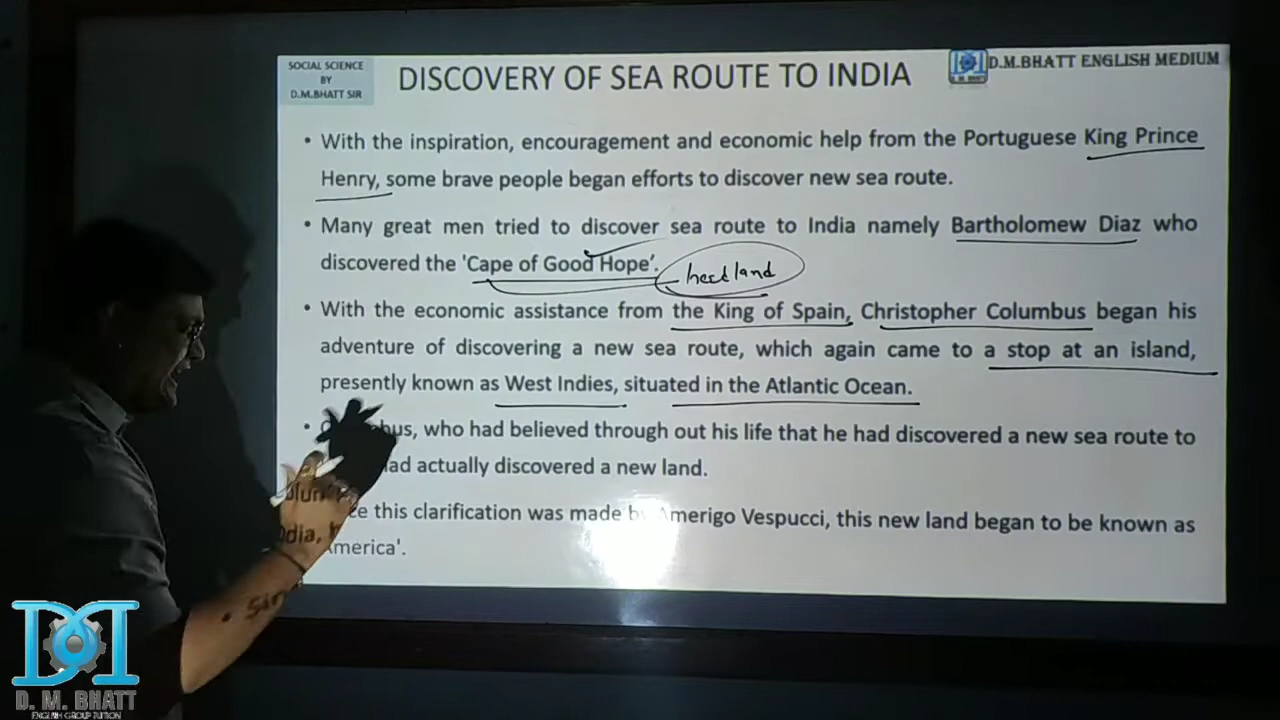 SOCIAL SCIENCE
BY
D.M.BHATT SIR
DISCOVERY OF SEA ROUTE TO INDIA
D.M.BHATT ENGLISH MEDIUM
• With the inspiration, encouragement and economic help from the Portuguese King Prince
Henry, some brave people began efforts to discover new sea route.
• Many great men tried to discover sea route to India namely Bartholomew Diaz who
discovered the 'Cape of Good Hope'.
headland
• With the economic assistance from the King of Spain, Christopher Columbus began his
adventure of discovering a new sea route, which again came to a stop at an island,
presently known as West Indies, situated in the Atlantic Ocean.
• bus, who had believed through out his life that he had discovered a new sea route to
had actually discovered a new land.
• this clarification was made by Amerigo Vespucci, this new land began to be known as
America'.
D. M. BHATT
ENGLISH GROUP TUITION